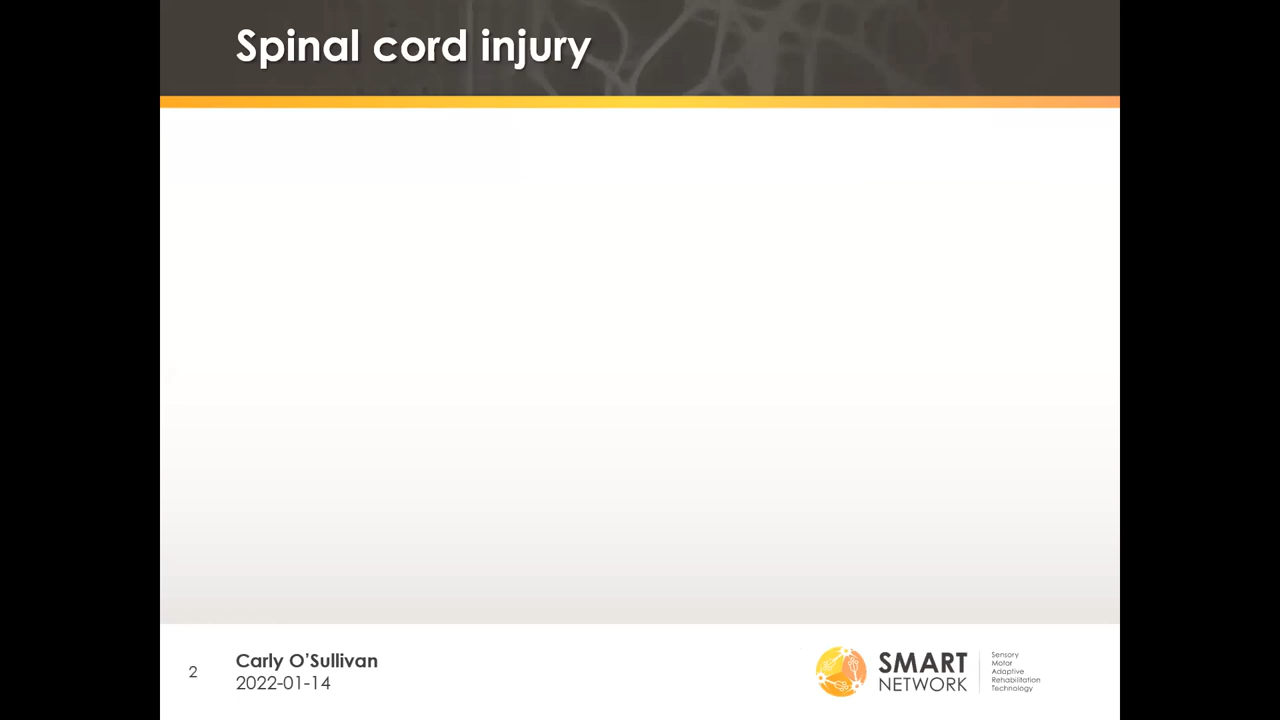 Spinal cord injury
2
Carly O’Sullivan
2022-01-14
SMART
NETWORK
Sensory
Motor
Adaptive
Rehabilitation
Technology